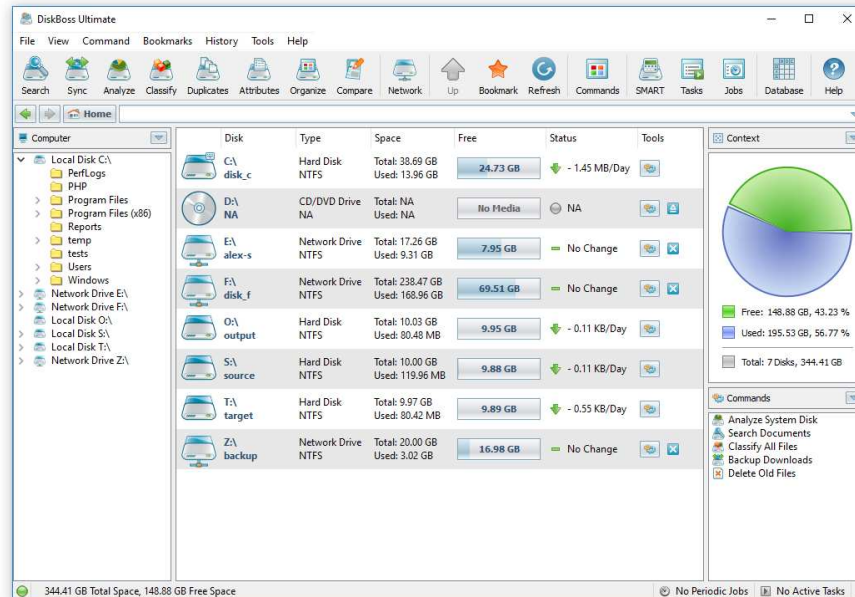 DiskBoss Ultimate
File View Command Bookmarks History Tools Help
Search Sync Analyze Classify Duplicates Attributes Organize Compare Network Up Bookmark Refresh Commands SMART Tasks Jobs Database Help
Home
Computer
Local Disk C:\
PerfLogs
PHP
Program Files
Program Files (x86)
Reports
temp
tests
Users
Windows
Network Drive E:\
Network Drive F:\
Local Disk O:\
Local Disk S:\
Local Disk T:\
Network Drive Z:\
Disk Type Space Free Status Tools
C:\ Hard Disk Total: 38.69 GB
disk_c NTFS Used: 13.96 GB
24.73 GB - 1.45 MB/Day
D:\ CD/DVD Drive Total: NA
NA NA Used: NA
No Media NA
E:\ Network Drive Total: 17.26 GB
alex-s NTFS Used: 9.31 GB
7.95 GB No Change
F:\ Network Drive Total: 238.47 GB
disk_f NTFS Used: 168.96 GB
69.51 GB No Change
O:\ Hard Disk Total: 10.03 GB
output NTFS Used: 80.48 MB
9.95 GB - 0.11 KB/Day
S:\ Hard Disk Total: 10.00 GB
source NTFS Used: 119.96 MB
9.88 GB - 0.11 KB/Day
T:\ Hard Disk Total: 9.97 GB
target NTFS Used: 80.42 MB
9.89 GB - 0.55 KB/Day
Z:\ Network Drive Total: 20.00 GB
backup NTFS Used: 3.02 GB
16.98 GB No Change
Context
Free: 148.88 GB, 43.23 %
Used: 195.53 GB, 56.77 %
Total: 7 Disks, 344.41 GB
Commands
Analyze System Disk
Search Documents
Classify All Files
Backup Downloads
Delete Old Files
344.41 GB Total Space, 148.88 GB Free Space No Periodic Jobs No Active Tasks